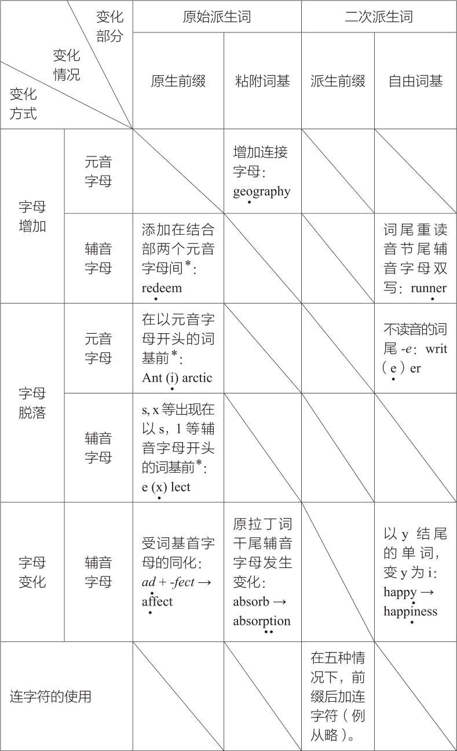 变化
部分
变化
情况
变化
方式
原始派生词
二次派生词
原生前缀
粘附词基
派生前缀
自由词基
字母
增加
元音
字母
增加连接
字母:
geography
辅音
字母
添加在结合
部两个元音
字母间*:
redeem
词尾重读
音节尾辅
音字母双
写:runner
字母
脱落
元音
字母
在以元音字
母开头的词
基前*:
Ant (i) arctic
不读音的词
尾 -e:writ
(e) er
辅音
字母
s, x 等出现在
以 s,l 等辅
音字母开头
的词基前*:
e (x) lect
字母
变化
辅音
字母
受词基首字
母的同化:
ad + -fect →
affect
原拉丁词
干尾辅音
字母发生
变化:
absorb →
absorption
以 y 结尾
的单词,
变 y 为 i:
happy →
happiness
连字符的使用
在五种情
况下,前
缀后加连
字符(例
从略)。